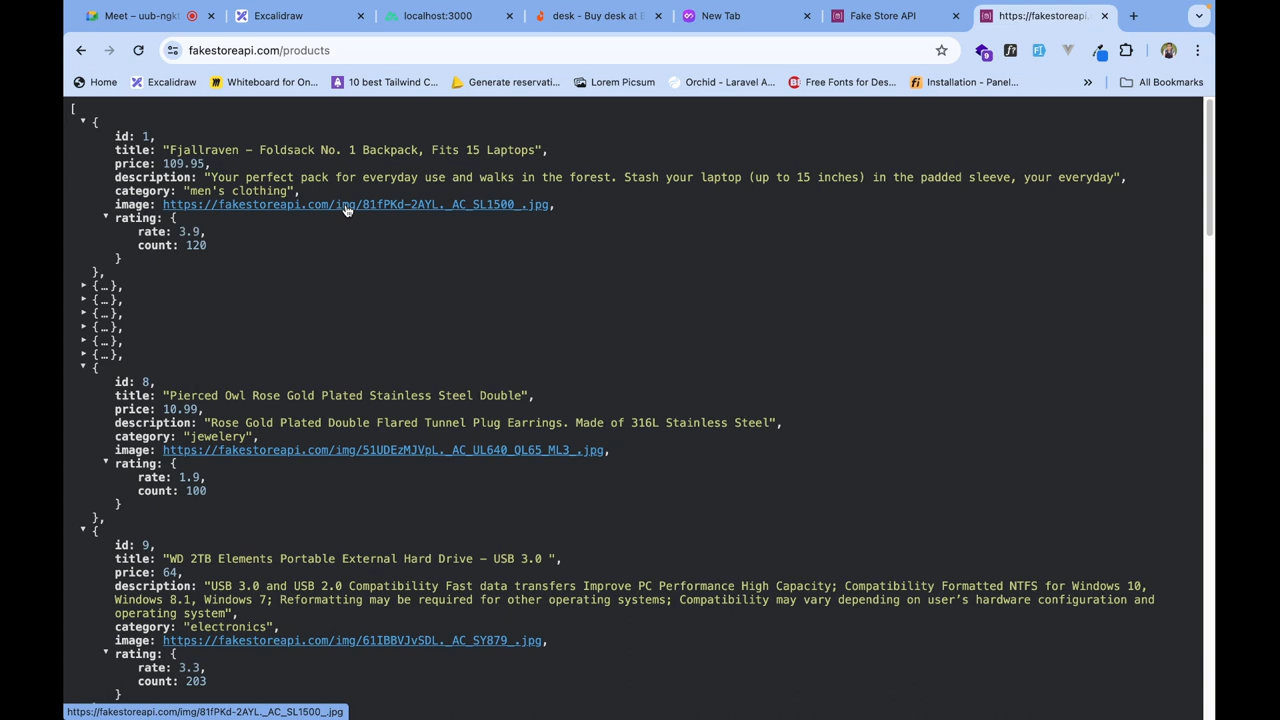 Meet – uub-ngkt
Excalidraw
localhost:3000
desk - Buy desk at B
New Tab
Fake Store API
https://fakestoreapi.
fakestoreapi.com/products
9
Home
Excalidraw
Whiteboard for On...
10 best Tailwind C...
Generate reservati...
Lorem Picsum
Orchid - Laravel A...
Free Fonts for Des...
Installation - Panel...
»
All Bookmarks
[
{
id: 1,
title: "Fjallraven – Foldsack No. 1 Backpack, Fits 15 Laptops",
price: 109.95,
description: "Your perfect pack for everyday use and walks in the forest. Stash your laptop (up to 15 inches) in the padded sleeve, your everyday",
category: "men's clothing",
image: https://fakestoreapi.com/img/81fPKd-2AYL._AC_SL1500_.jpg,
rating: {
rate: 3.9,
count: 120
}
},
{…},
{…},
{…},
{…},
{…},
{…},
{
id: 8,
title: "Pierced Owl Rose Gold Plated Stainless Steel Double",
price: 10.99,
description: "Rose Gold Plated Double Flared Tunnel Plug Earrings. Made of 316L Stainless Steel",
category: "jewelery",
image: https://fakestoreapi.com/img/51UDEzMJVpL._AC_UL640_QL65_ML3_.jpg,
rating: {
rate: 1.9,
count: 100
}
},
{
id: 9,
title: "WD 2TB Elements Portable External Hard Drive – USB 3.0 ",
price: 64,
description: "USB 3.0 and USB 2.0 Compatibility Fast data transfers Improve PC Performance High Capacity; Compatibility Formatted NTFS for Windows 10,
Windows 8.1, Windows 7; Reformatting may be required for other operating systems; Compatibility may vary depending on user's hardware configuration and
operating system",
category: "electronics",
image: https://fakestoreapi.com/img/61IBBVJvSDL._AC_SY879_.jpg,
rating: {
rate: 3.3,
count: 203
}
https://fakestoreapi.com/img/81fPKd-2AYL._AC_SL1500_.jpg